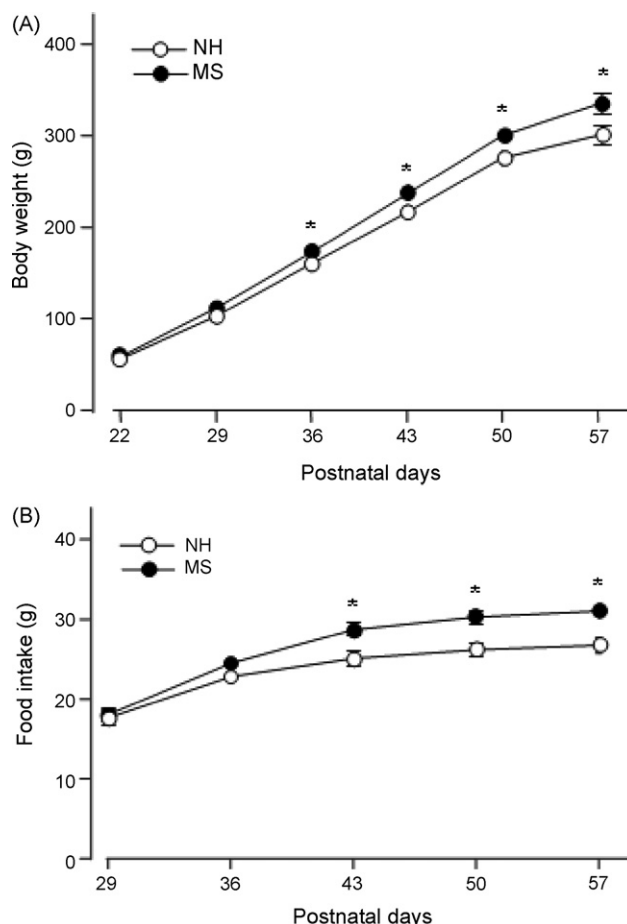 (A)
400
300
200
100
0
Body weight (g)
NH
MS
*
*
*
*
22 29 36 43 50 57
Postnatal days
(B)
40
30
20
10
0
Food intake (g)
NH
MS
*
*
*
29 36 43 50 57
Postnatal days